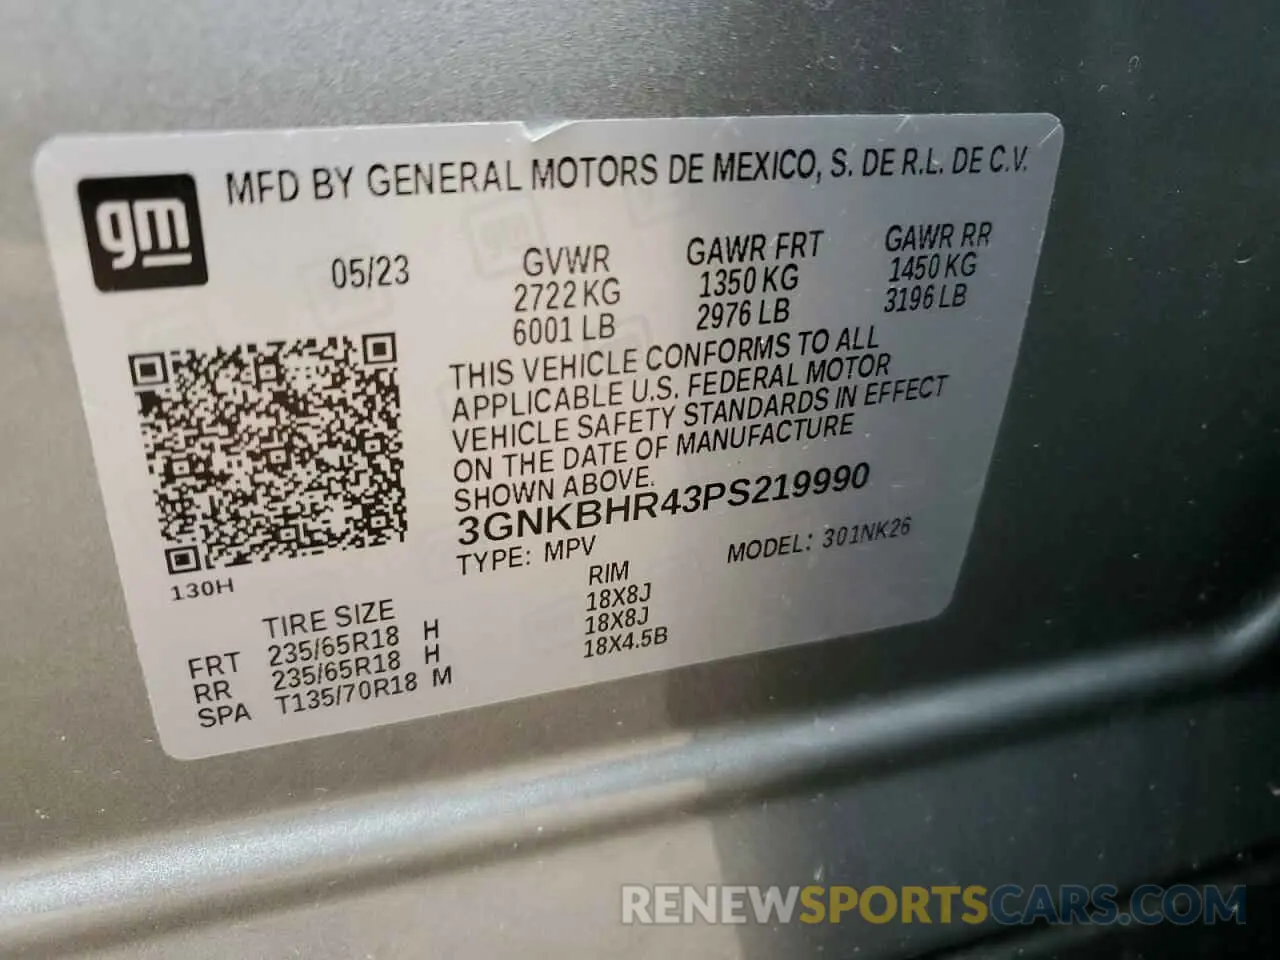 gm
MFD BY GENERAL MOTORS DE MEXICO, S. DE R.L. DE C.V.
05/23
GVWR
2722 KG
6001 LB
GAWR FRT
1350 KG
2976 LB
GAWR RR
1450 KG
3196 LB
THIS VEHICLE CONFORMS TO ALL
APPLICABLE U.S. FEDERAL MOTOR
VEHICLE SAFETY STANDARDS IN EFFECT
ON THE DATE OF MANUFACTURE
SHOWN ABOVE.
3GNKBHR43PS219990
TYPE: MPV MODEL: 301NK26
130H
TIRE SIZE RIM
FRT 235/65R18 H 18X8J
RR 235/65R18 H 18X8J
SPA T135/70R18 M 18X4.5B
RENEWSPORTSCARS.COM